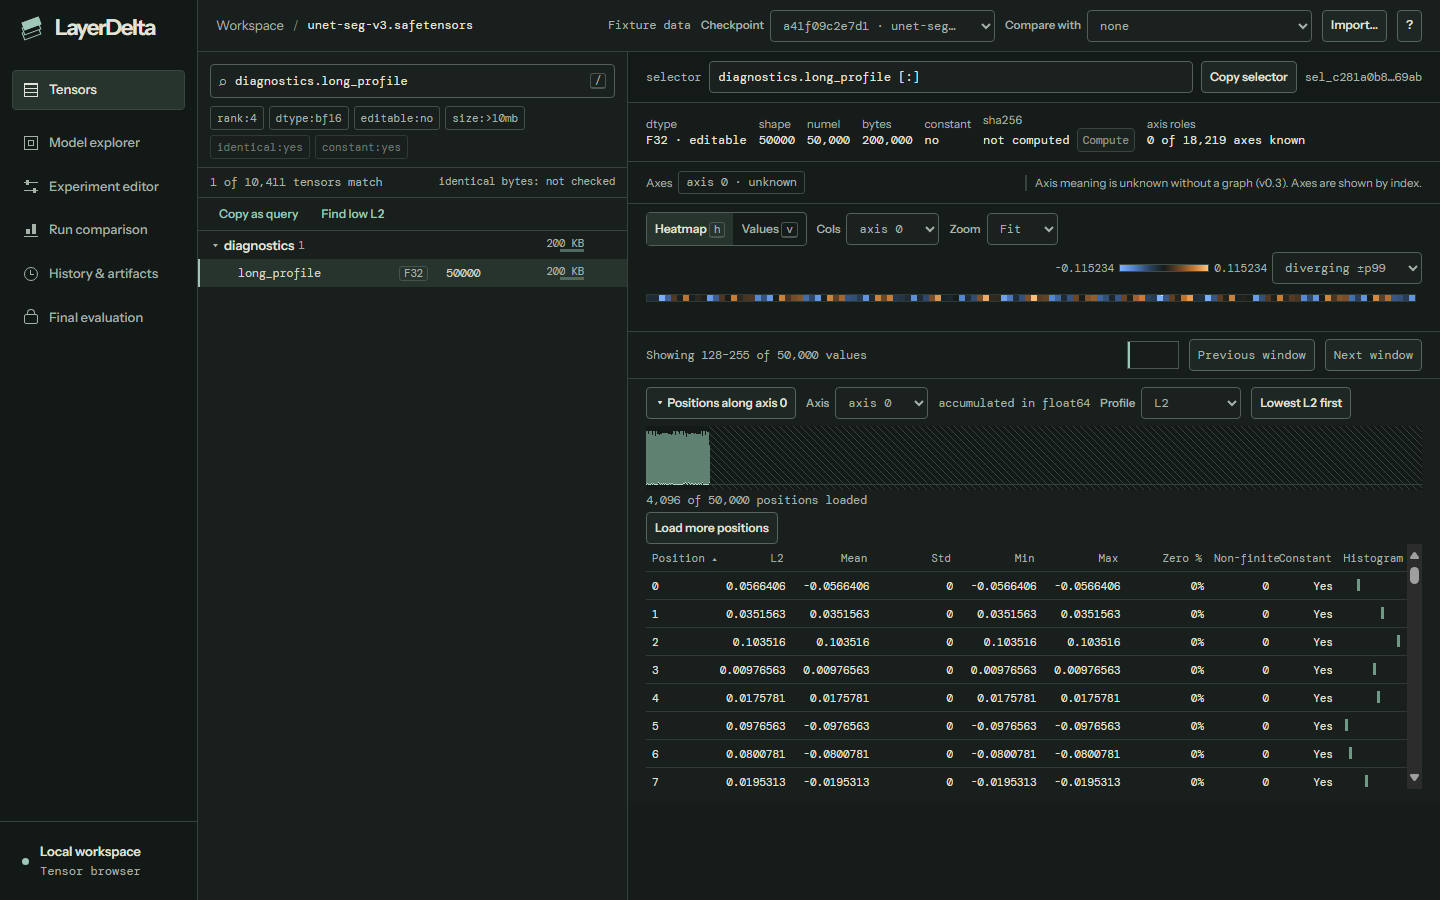 LayerDelta
Workspace / unet-seg-v3.safetensors
Fixture data Checkpoint a41f09c2e7d1 · unet-seg… Compare with none Import… ?
Tensors
Model explorer
Experiment editor
Run comparison
History & artifacts
Final evaluation
Local workspace
Tensor browser
diagnostics.long_profile /
rank:4 dtype:bf16 editable:no size:>10mb
identical:yes constant:yes
1 of 10,411 tensors match identical bytes: not checked
Copy as query Find low L2
diagnostics 1 200 KB
long_profile F32 50000 200 KB
selector diagnostics.long_profile [:] Copy selector sel_c281a0b8…69ab
dtype shape numel bytes constant sha256 axis roles
F32 · editable 50000 50,000 200,000 no not computed Compute 0 of 18,219 axes known
Axes axis 0 · unknown Axis meaning is unknown without a graph (v0.3). Axes are shown by index.
Heatmap h Values v Cols axis 0 Zoom Fit
-0.115234 0.115234 diverging ±p99
Showing 128–255 of 50,000 values Previous window Next window
Positions along axis 0 Axis axis 0 accumulated in float64 Profile L2 Lowest L2 first
4,096 of 50,000 positions loaded
Load more positions
Position L2 Mean Std Min Max Zero % Non-finite Constant Histogram
0 0.0566406 -0.0566406 0 -0.0566406 -0.0566406 0% 0 Yes
1 0.0351563 0.0351563 0 0.0351563 0.0351563 0% 0 Yes
2 0.103516 0.103516 0 0.103516 0.103516 0% 0 Yes
3 0.00976563 0.00976563 0 0.00976563 0.00976563 0% 0 Yes
4 0.0175781 0.0175781 0 0.0175781 0.0175781 0% 0 Yes
5 0.0976563 -0.0976563 0 -0.0976563 -0.0976563 0% 0 Yes
6 0.0800781 -0.0800781 0 -0.0800781 -0.0800781 0% 0 Yes
7 0.0195313 -0.0195313 0 -0.0195313 -0.0195313 0% 0 Yes